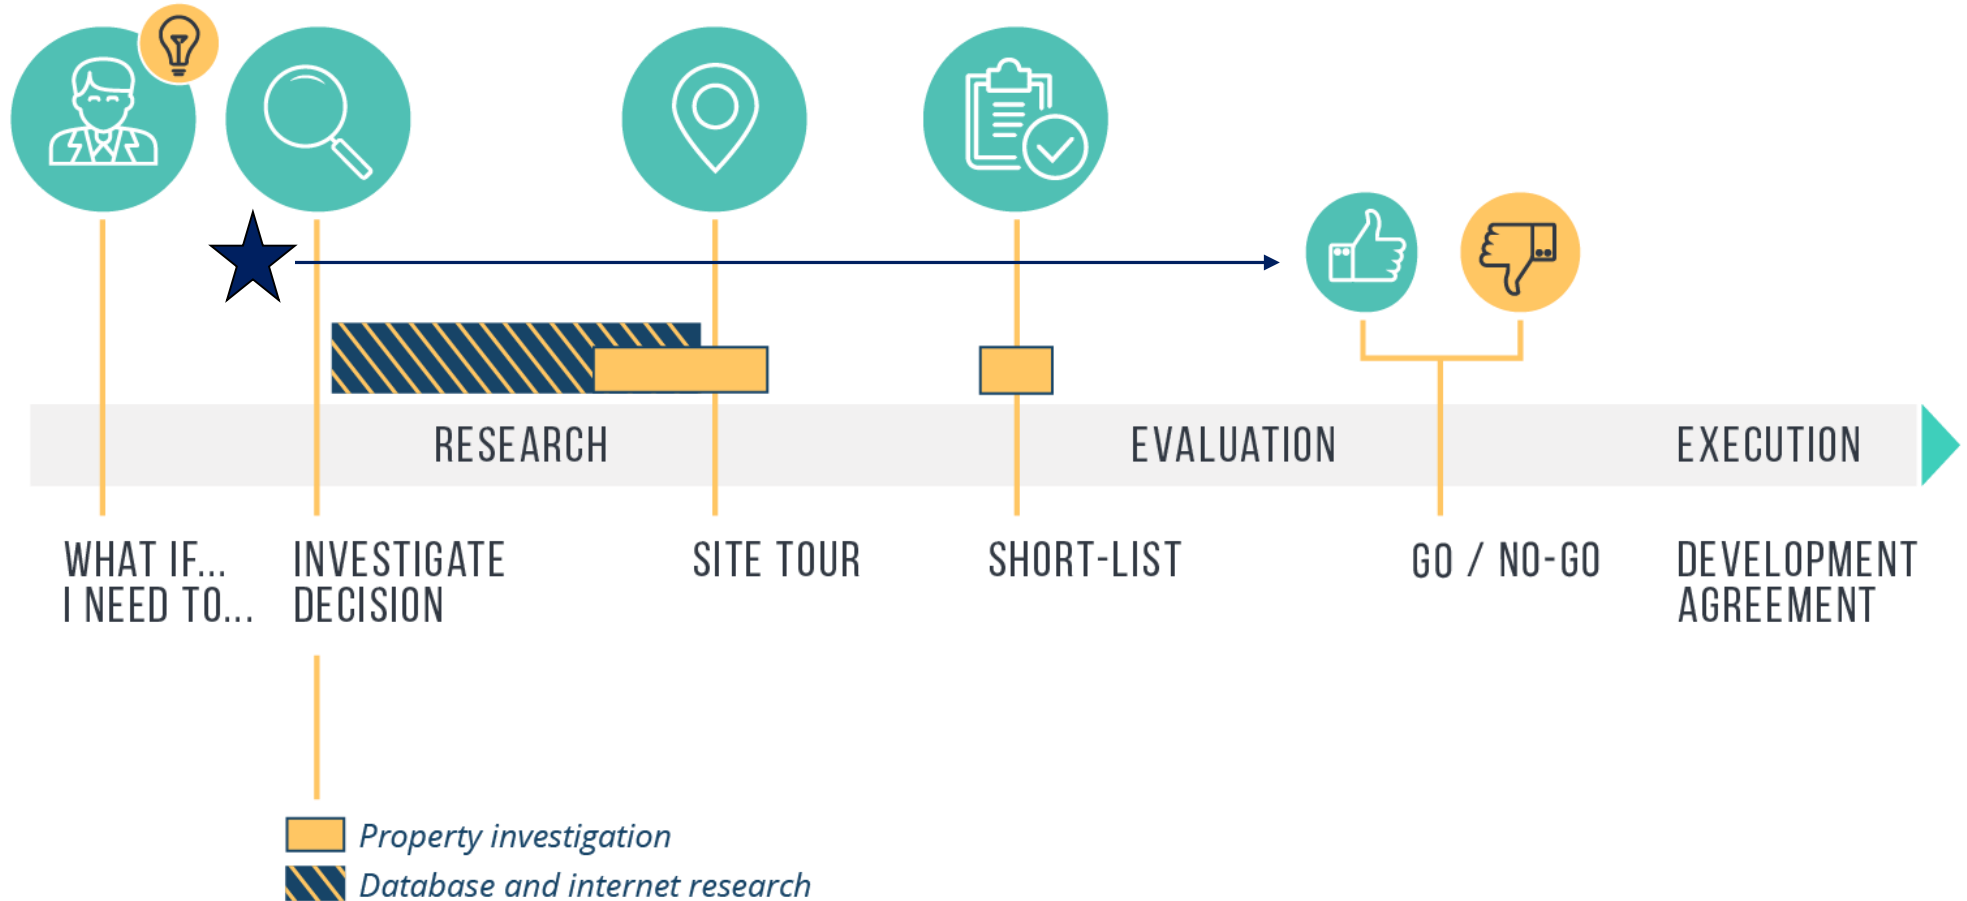 RESEARCH
EVALUATION
EXECUTION
WHAT IF...
I NEED TO...
INVESTIGATE
DECISION
SITE TOUR
SHORT-LIST
GO / NO-GO
DEVELOPMENT
AGREEMENT
Property investigation
Database and internet research